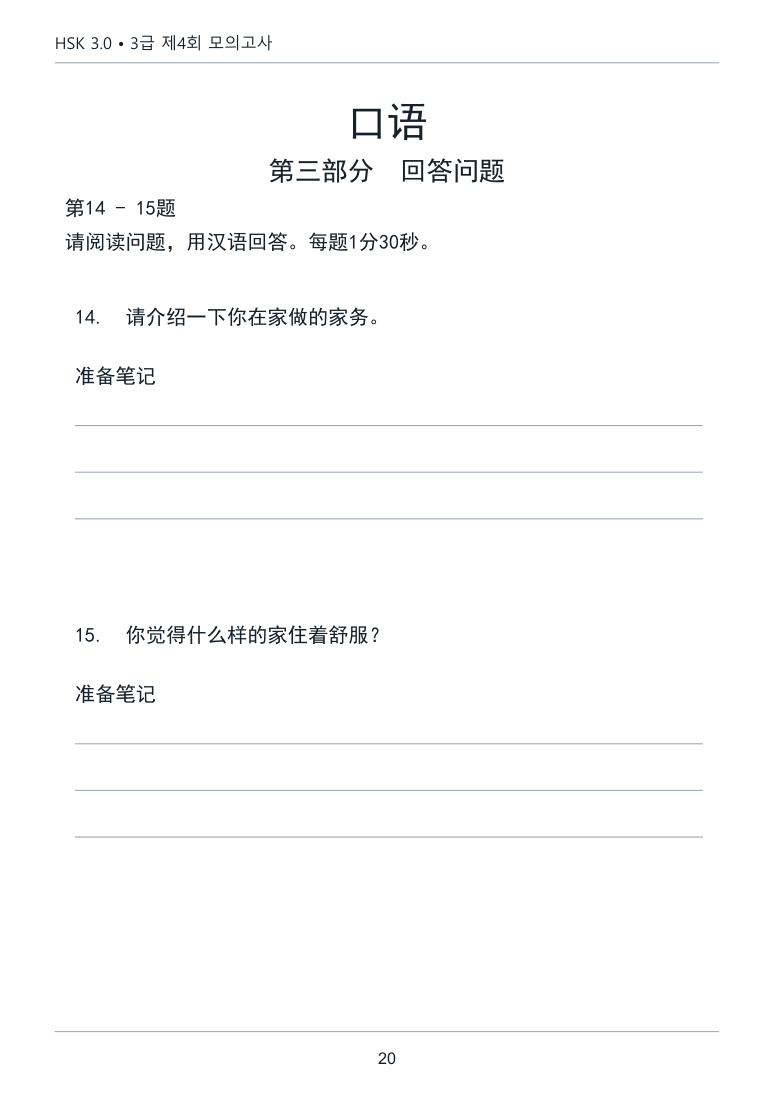 HSK 3.0 • 3급 제4회 모의고사
口语
第三部分　回答问题
第14 - 15题
请阅读问题，用汉语回答。每题1分30秒。
14.　请介绍一下你在家做的家务。
准备笔记
15.　你觉得什么样的家住着舒服？
准备笔记
20